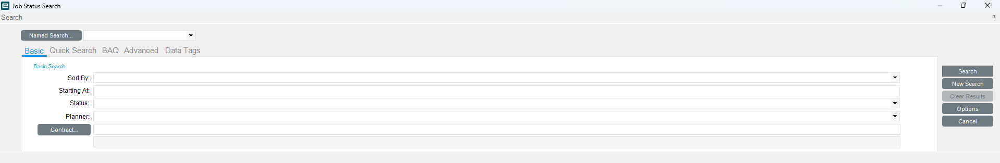 Job Status Search
Search
Named Search...
Basic Quick Search BAQ Advanced Data Tags
Basic Search
Sort By:
Starting At:
Status:
Planner:
Contract...
Search
New Search
Clear Results
Options
Cancel